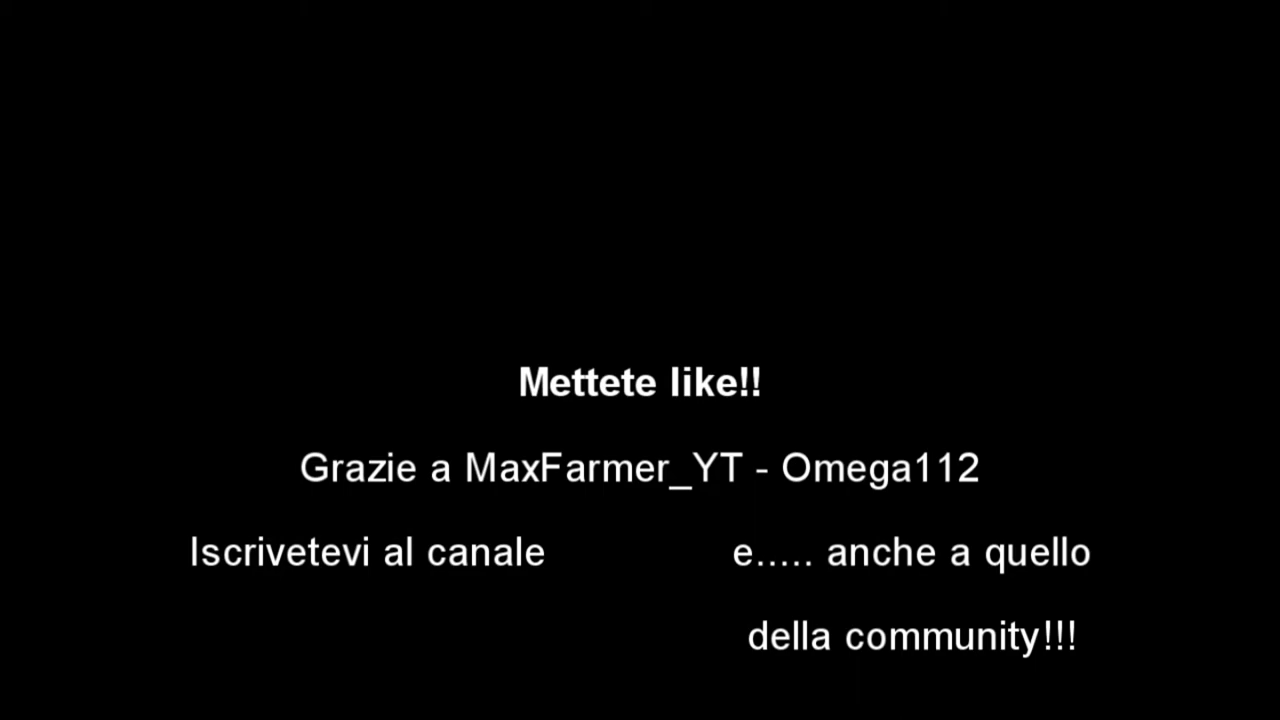 Mettete like!!
Grazie a MaxFarmer_YT - Omega112
Iscrivetevi al canale
e..... anche a quello
della community!!!